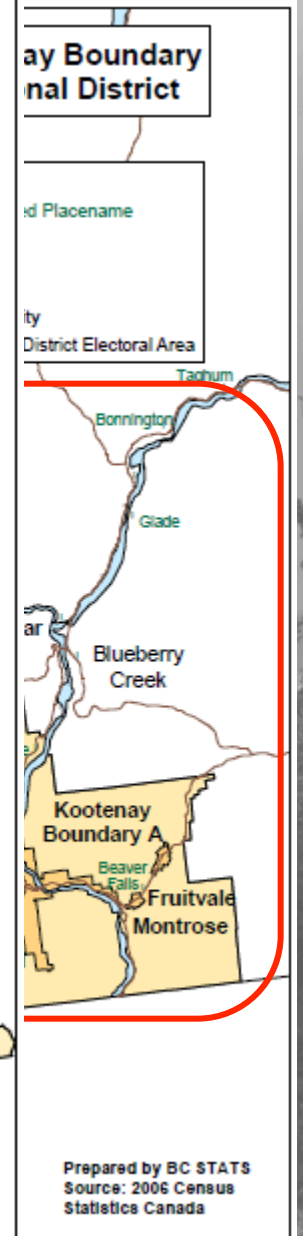 ay Boundary
nal District
ed Placename
ity
District Electoral Area
Taghum
Bonnington
Glade
ar
Blueberry
Creek
e
Kootenay
Boundary A
Beaver
Falls
Fruitvale
Montrose
Prepared by BC STATS
Source: 2006 Census
Statistics Canada